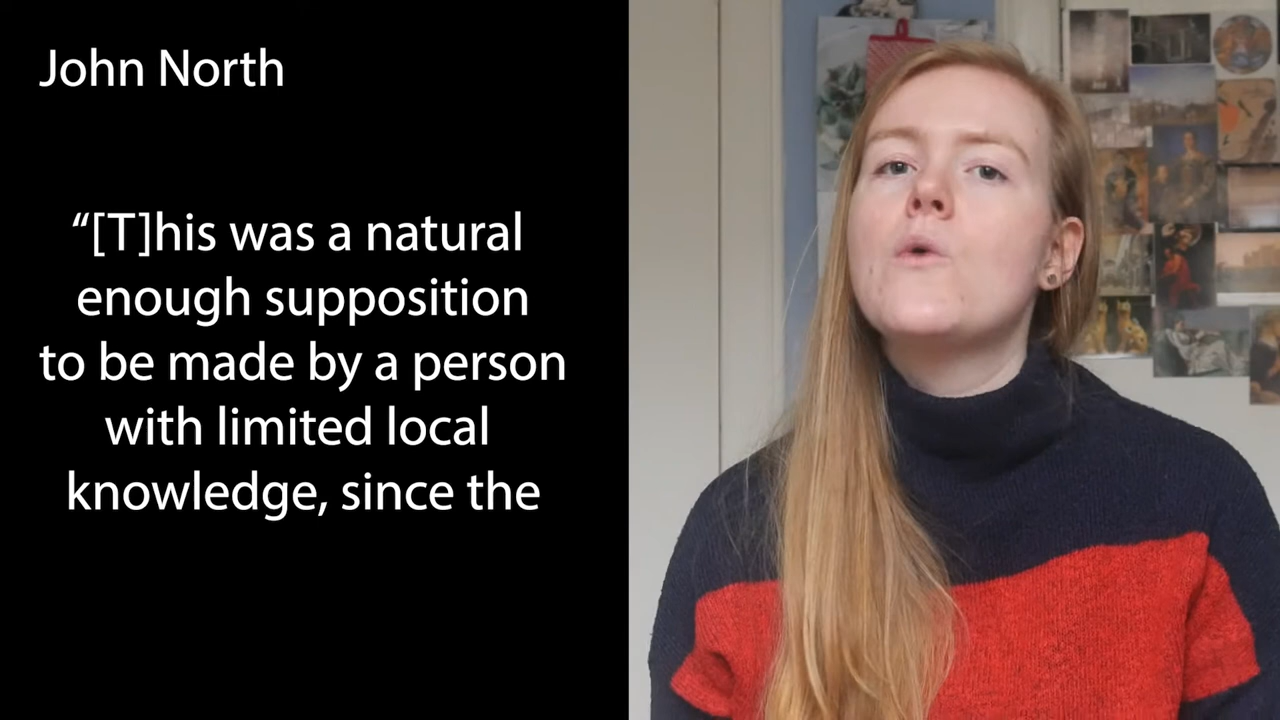 John North
“[T]his was a natural
enough supposition
to be made by a person
with limited local
knowledge, since the